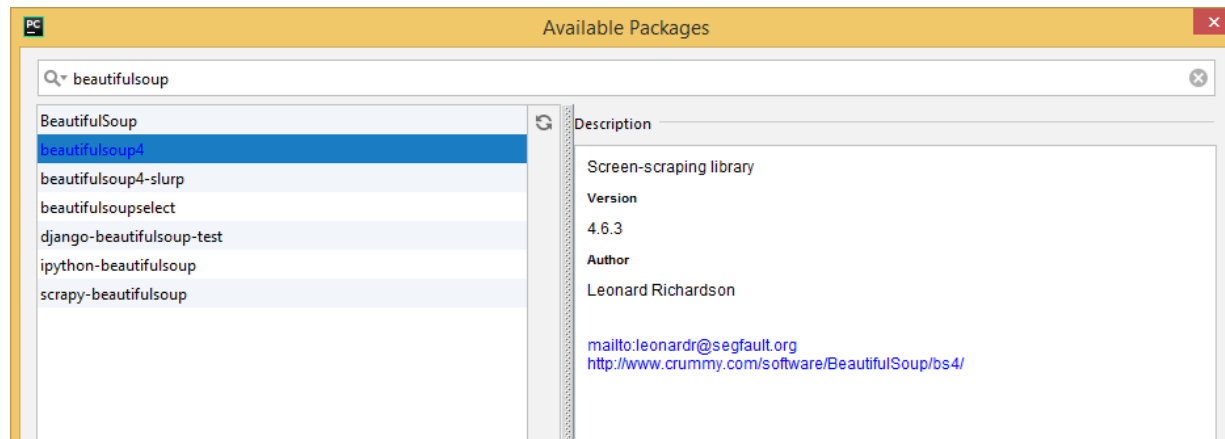 PC
Available Packages
beautifulsoup
BeautifulSoup
beautifulsoup4
beautifulsoup4-slurp
beautifulsoupselect
django-beautifulsoup-test
ipython-beautifulsoup
scrapy-beautifulsoup
Description
Screen-scraping library
Version
4.6.3
Author
Leonard Richardson
mailto:leonardr@segfault.org
http://www.crummy.com/software/BeautifulSoup/bs4/